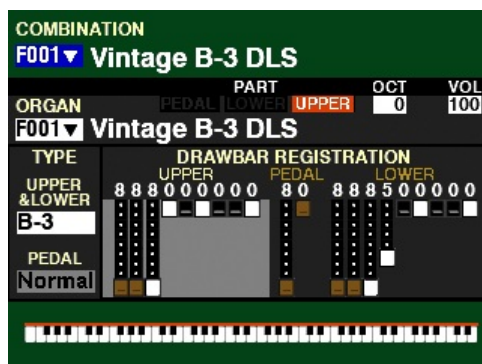 COMBINATION
F001▼ Vintage B-3 DLS
PART OCT VOL
ORGAN PEDAL LOWER UPPER 0 100
F001▼ Vintage B-3 DLS
TYPE DRAWBAR REGISTRATION
UPPER PEDAL LOWER
UPPER 888000000 80 888500000
&LOWER
B-3
PEDAL
Normal